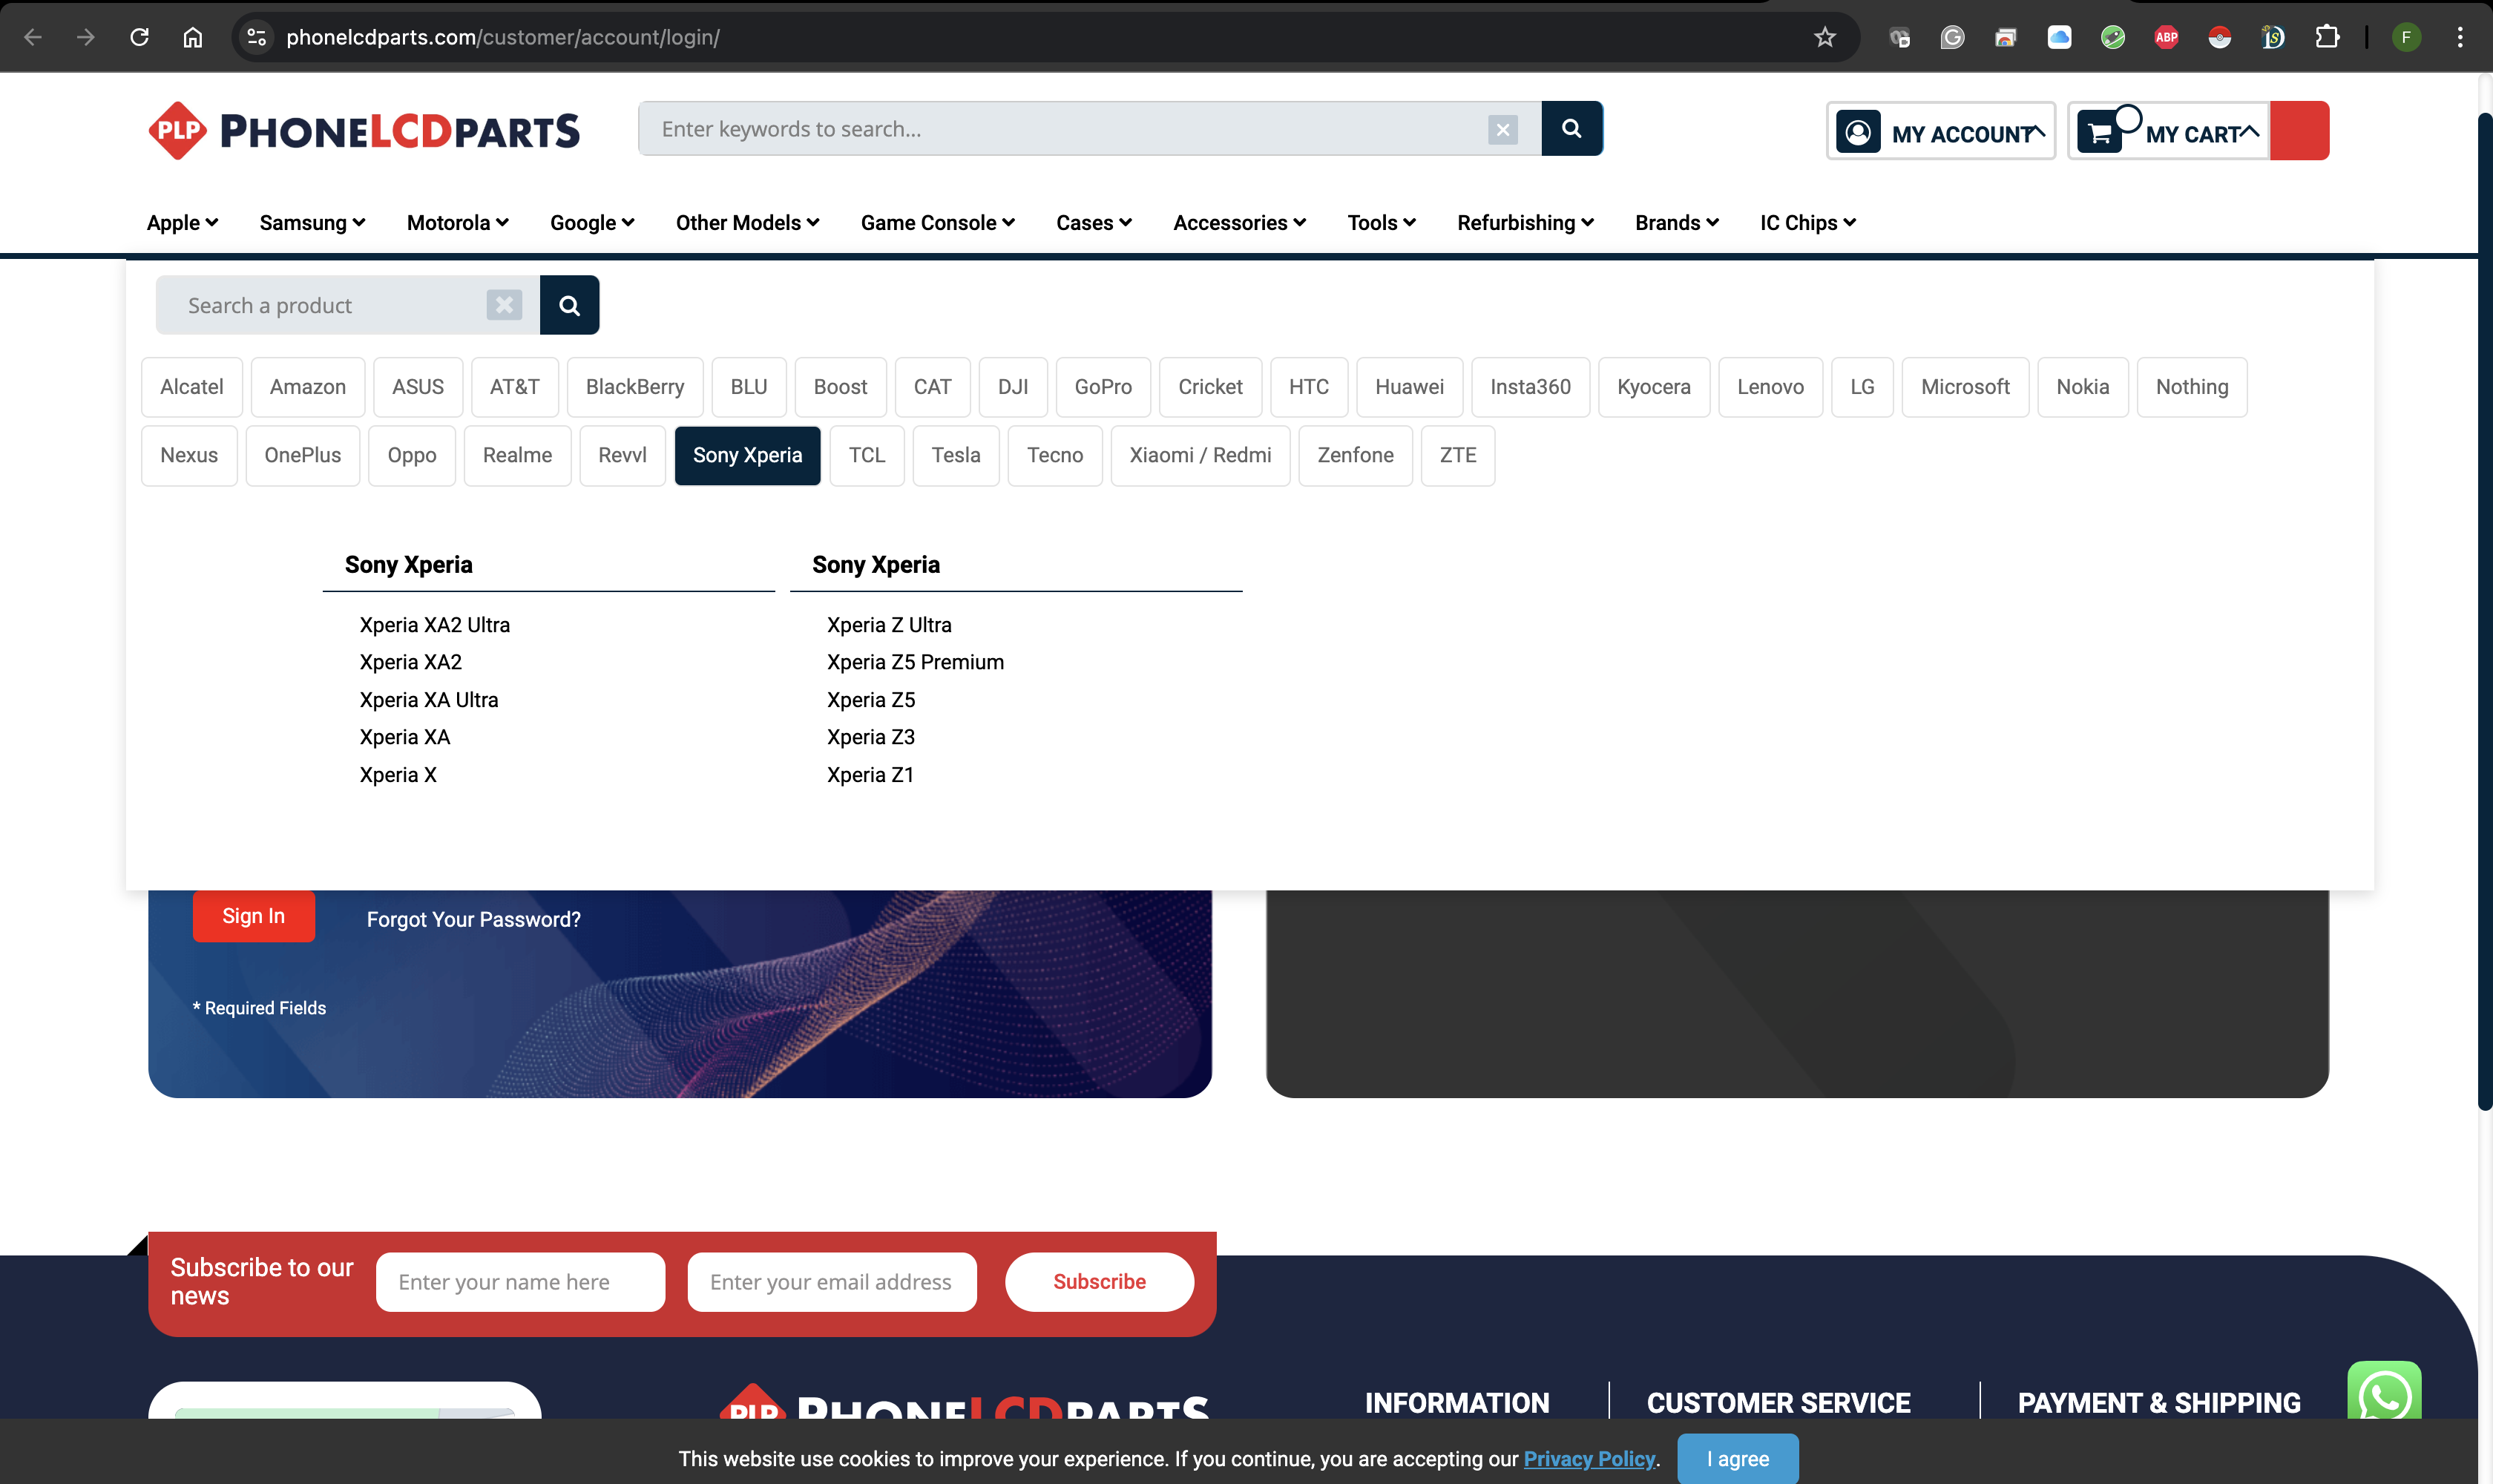 phonelcdparts.com/customer/account/login/
ABP
F
PLP PHONELCDPARTS
Enter keywords to search...
MY ACCOUNT
MY CART
Apple Samsung Motorola Google Other Models Game Console Cases Accessories Tools Refurbishing Brands IC Chips
Search a product
Alcatel Amazon ASUS AT&T BlackBerry BLU Boost CAT DJI GoPro Cricket HTC Huawei Insta360 Kyocera Lenovo LG Microsoft Nokia Nothing
Nexus OnePlus Oppo Realme Revvl Sony Xperia TCL Tesla Tecno Xiaomi / Redmi Zenfone ZTE
Sony Xperia
Xperia XA2 Ultra
Xperia XA2
Xperia XA Ultra
Xperia XA
Xperia X
Sony Xperia
Xperia Z Ultra
Xperia Z5 Premium
Xperia Z5
Xperia Z3
Xperia Z1
Sign In Forgot Your Password?
* Required Fields
Subscribe to our
news
Enter your name here
Enter your email address
Subscribe
PLP PHONELCDPARTS
INFORMATION
CUSTOMER SERVICE
PAYMENT & SHIPPING
This website use cookies to improve your experience. If you continue, you are accepting our Privacy Policy.
I agree